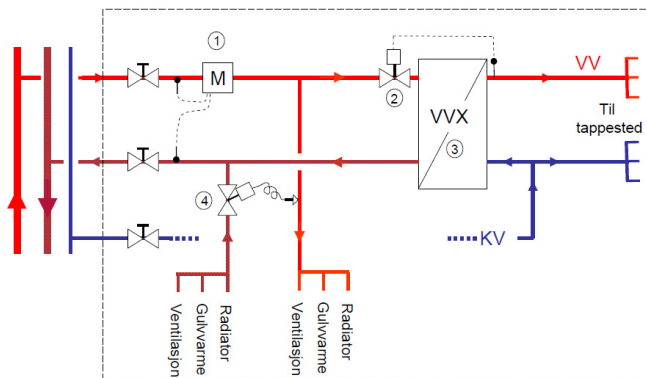 1
M
2
VVX
3
VV
Til
tappested
4
KV
Ventilasjon
Gulvvarme
Radiator
Ventilasjon
Gulvvarme
Radiator